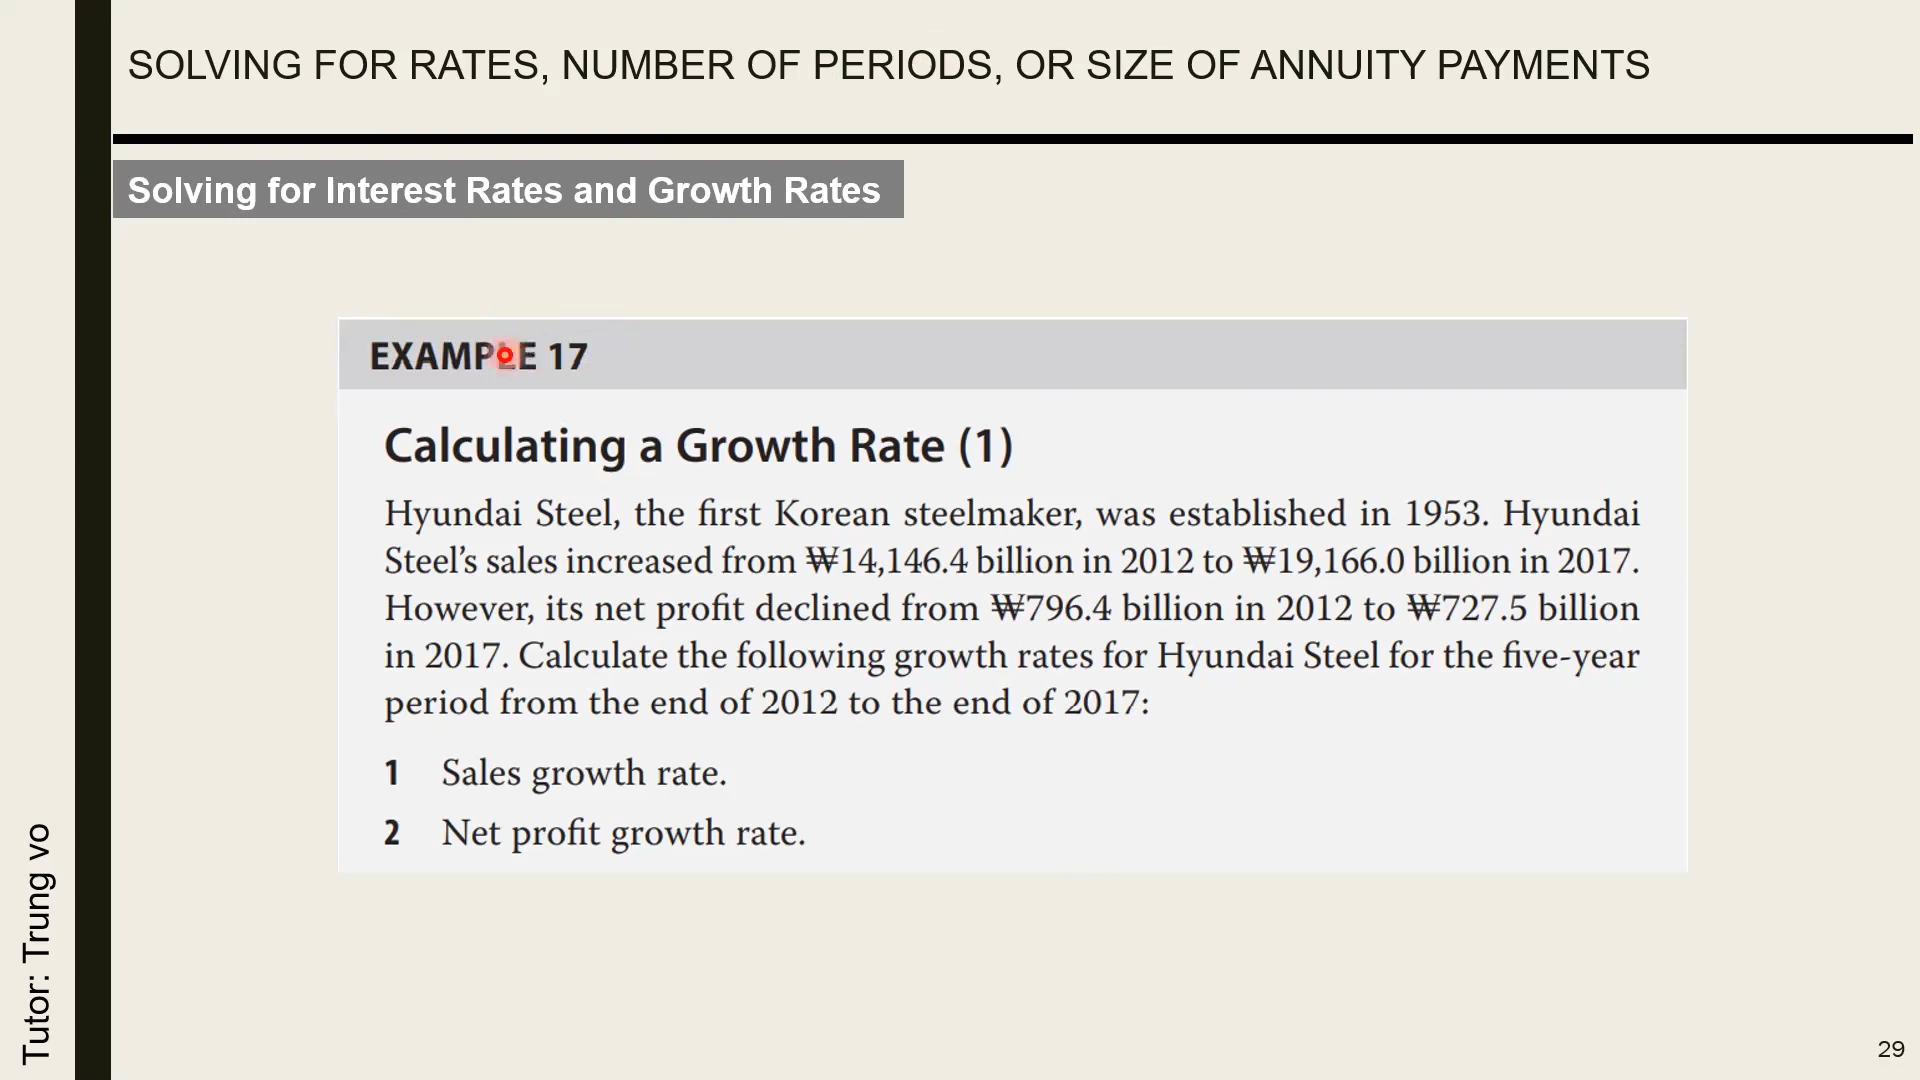 SOLVING FOR RATES, NUMBER OF PERIODS, OR SIZE OF ANNUITY PAYMENTS
Solving for Interest Rates and Growth Rates
EXAMPLE 17
Calculating a Growth Rate (1)
Hyundai Steel, the first Korean steelmaker, was established in 1953. Hyundai
Steel’s sales increased from ₩14,146.4 billion in 2012 to ₩19,166.0 billion in 2017.
However, its net profit declined from ₩796.4 billion in 2012 to ₩727.5 billion
in 2017. Calculate the following growth rates for Hyundai Steel for the five-year
period from the end of 2012 to the end of 2017:
1 Sales growth rate.
2 Net profit growth rate.
Tutor: Trung vo
29